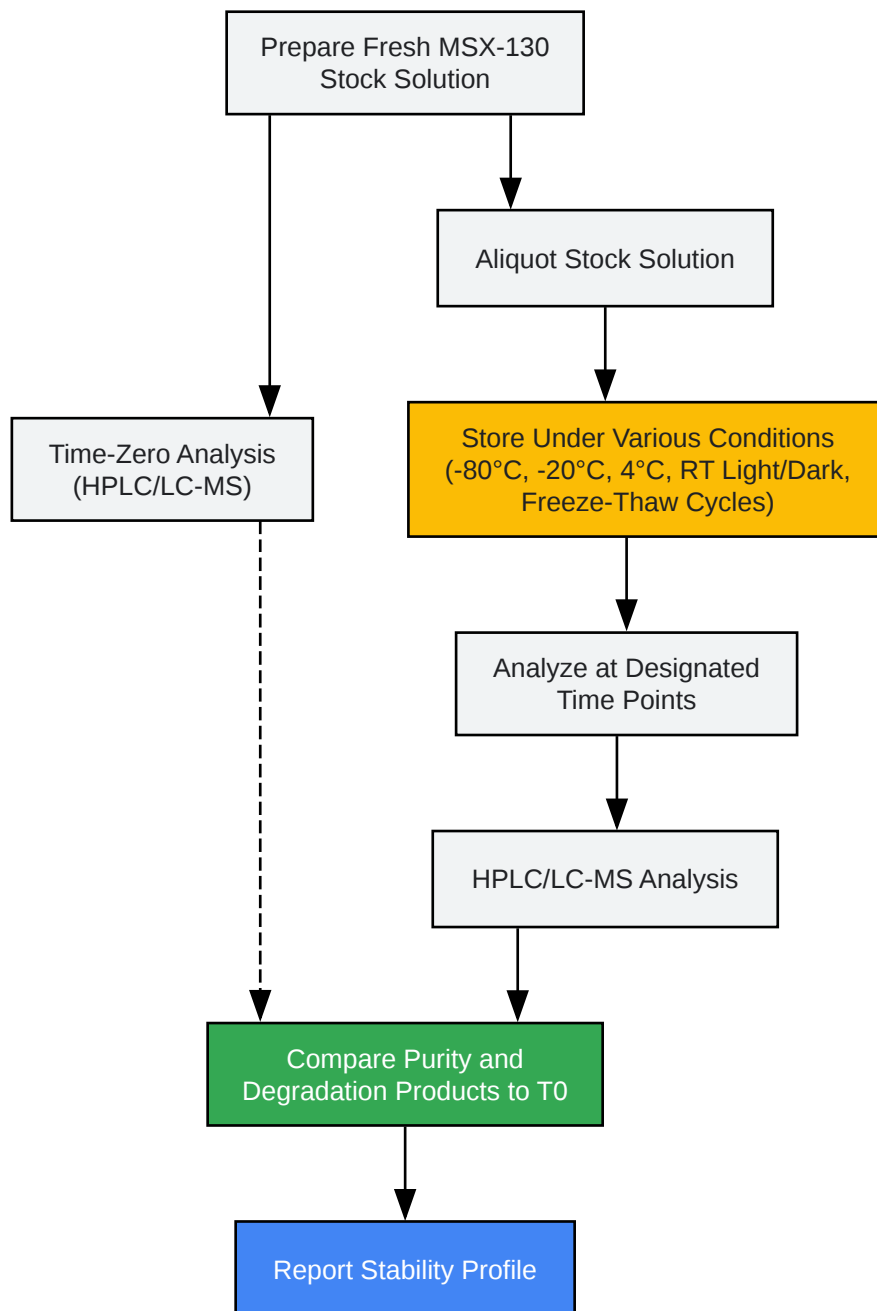 Prepare Fresh MSX-130
Stock Solution
Aliquot Stock Solution
Time-Zero Analysis
(HPLC/LC-MS)
Store Under Various Conditions
(-80°C, -20°C, 4°C, RT Light/Dark,
Freeze-Thaw Cycles)
Analyze at Designated
Time Points
HPLC/LC-MS Analysis
Compare Purity and
Degradation Products to T0
Report Stability Profile